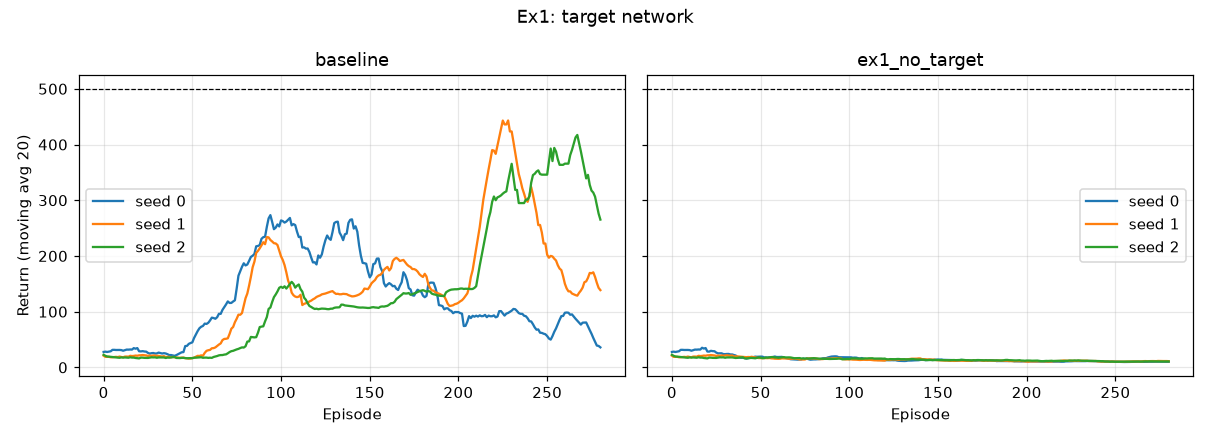 Ex1: target network
baseline
ex1_no_target
Return (moving avg 20)
500
400
300
200
100
0
seed 0
seed 1
seed 2
seed 0
seed 1
seed 2
0 50 100 150 200 250
0 50 100 150 200 250
Episode
Episode